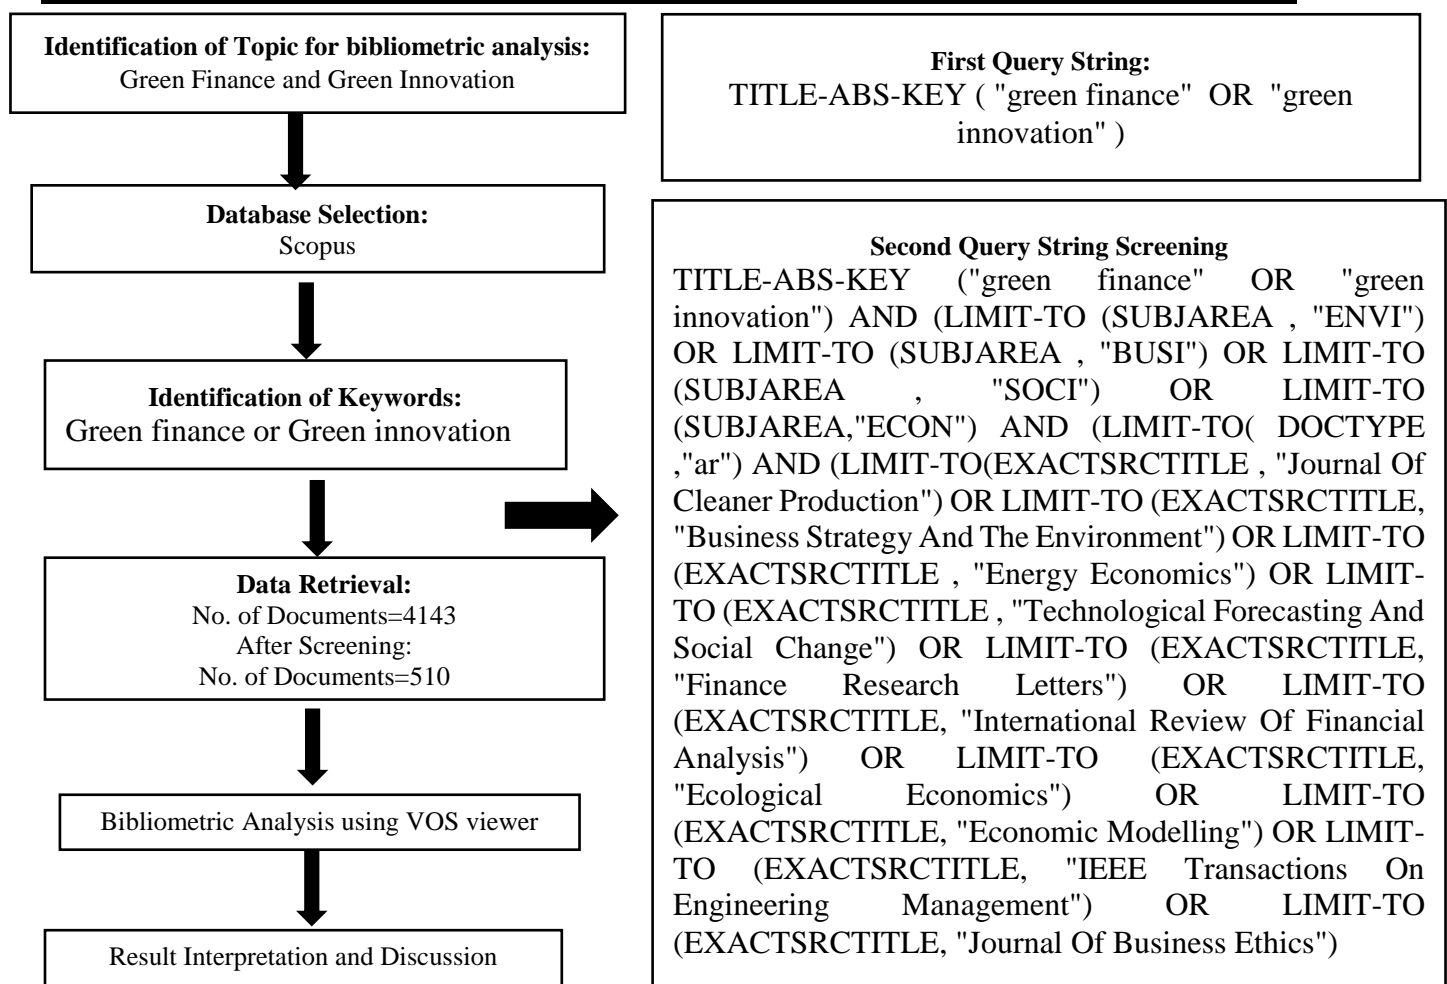 Identification of Topic for bibliometric analysis:
Green Finance and Green Innovation
Database Selection:
Scopus
Identification of Keywords:
Green finance or Green innovation
Data Retrieval:
No. of Documents=4143
After Screening:
No. of Documents=510
Bibliometric Analysis using VOS viewer
Result Interpretation and Discussion
First Query String:
TITLE-ABS-KEY ( "green finance" OR "green
innovation" )
Second Query String Screening
TITLE-ABS-KEY ("green finance" OR "green
innovation") AND (LIMIT-TO (SUBJAREA , "ENVI")
OR LIMIT-TO (SUBJAREA , "BUSI") OR LIMIT-TO
(SUBJAREA , "SOCI") OR LIMIT-TO
(SUBJAREA,"ECON") AND (LIMIT-TO( DOCTYPE
,"ar") AND (LIMIT-TO(EXACTSRCTITLE , "Journal Of
Cleaner Production") OR LIMIT-TO (EXACTSRCTITLE,
"Business Strategy And The Environment") OR LIMIT-TO
(EXACTSRCTITLE , "Energy Economics") OR LIMIT-
TO (EXACTSRCTITLE , "Technological Forecasting And
Social Change") OR LIMIT-TO (EXACTSRCTITLE,
"Finance Research Letters") OR LIMIT-TO
(EXACTSRCTITLE, "International Review Of Financial
Analysis") OR LIMIT-TO (EXACTSRCTITLE,
"Ecological Economics") OR LIMIT-TO
(EXACTSRCTITLE, "Economic Modelling") OR LIMIT-
TO (EXACTSRCTITLE, "IEEE Transactions On
Engineering Management") OR LIMIT-TO
(EXACTSRCTITLE, "Journal Of Business Ethics")